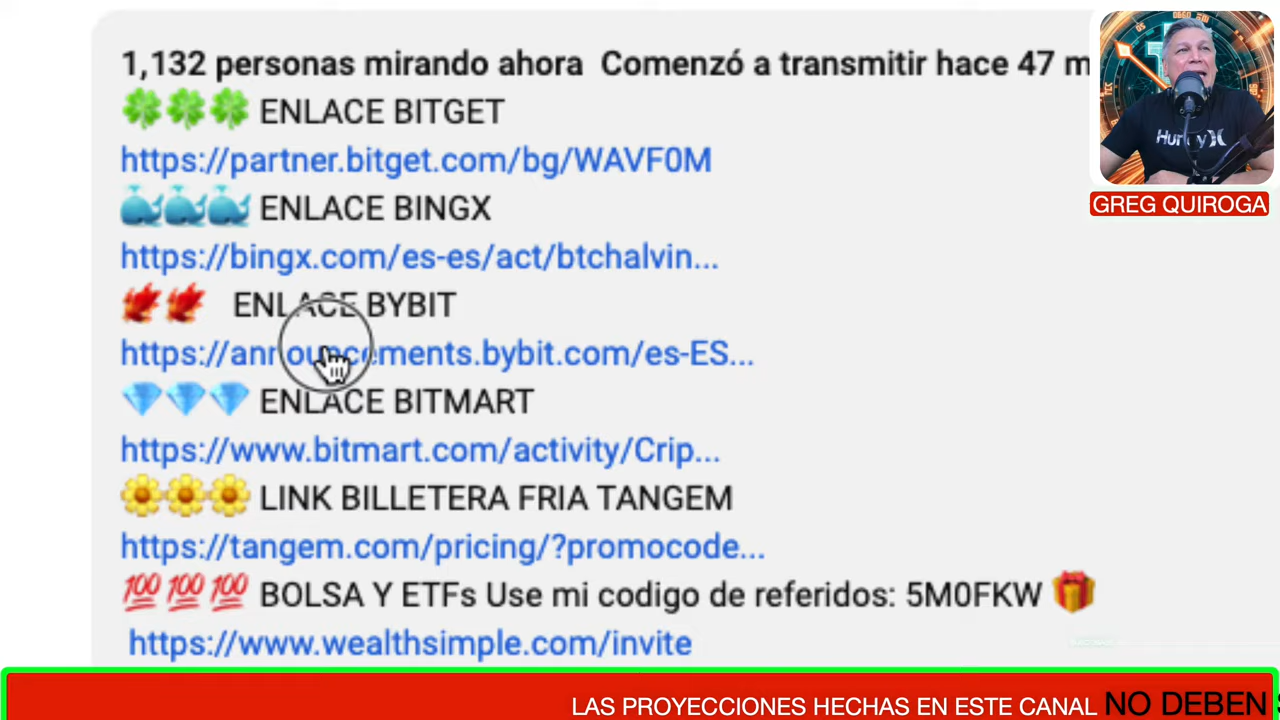 1,132 personas mirando ahora  Comenzó a transmitir hace 47 m
🍀🍀🍀 ENLACE BITGET
https://partner.bitget.com/bg/WAVF0M
🐳🐳🐳 ENLACE BINGX
https://bingx.com/es-es/act/btchalvin...
ENLACE BYBIT
https://announcements.bybit.com/es-ES...
💎💎💎 ENLACE BITMART
https://www.bitmart.com/activity/Crip...
🌼🌼🌼 LINK BILLETERA FRIA TANGEM
https://tangem.com/pricing/?promocode...
💯💯💯 BOLSA Y ETFs Use mi codigo de referidos: 5M0FKW 🎁
https://www.wealthsimple.com/invite
Hurley
GREG QUIROGA
LAS PROYECCIONES HECHAS EN ESTE CANAL NO DEBEN S